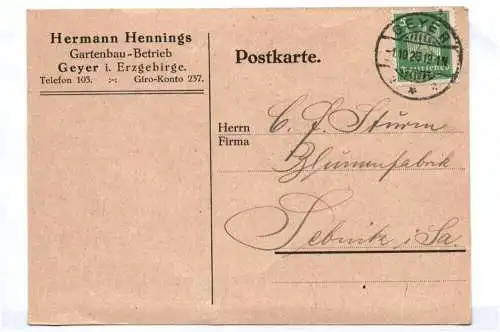 Hermann Hennings
Gartenbau-Betrieb
Geyer i. Erzgebirge.
Telefon 103. Giro-Konto 237.
Postkarte.
GEYER
Herrn
Firma
C. F. Sturm
Blumenfabrik
Sebnitz i/Sa.